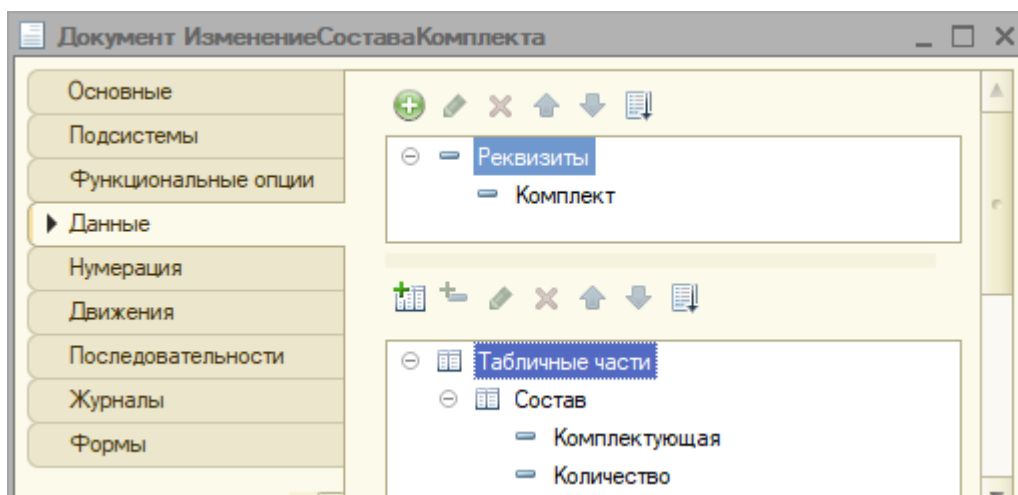 Документ ИзменениеСоставаКомплекта
Основные
Подсистемы
Функциональные опции
Данные
Нумерация
Движения
Последовательности
Журналы
Формы
Реквизиты
Комплект
Табличные части
Состав
Комплектующая
Количество